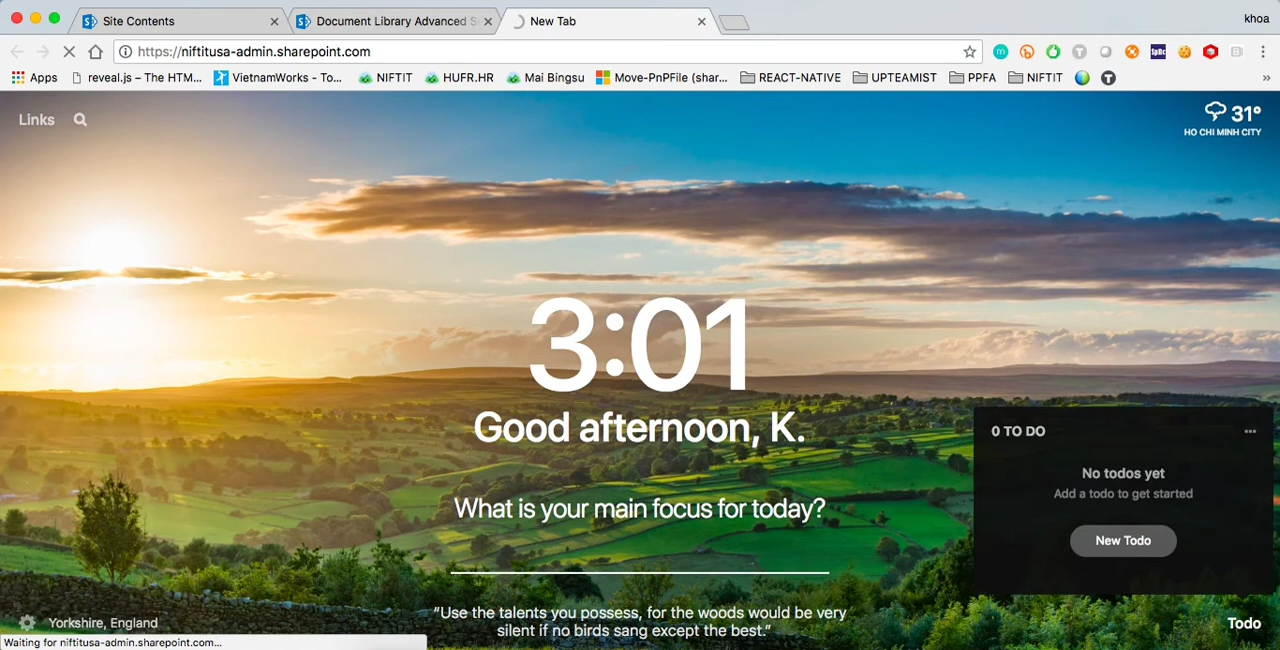 Site Contents
Document Library Advanced S
New Tab
khoa
https://niftitusa-admin.sharepoint.com
Apps
reveal.js – The HTM...
VietnamWorks - To...
NIFTIT
HUFR.HR
Mai Bingsu
Move-PnPFile (shar...
REACT-NATIVE
UPTEAMIST
PPFA
NIFTIT
»
Links
31°
HO CHI MINH CITY
3:01
Good afternoon, K.
What is your main focus for today?
0 TO DO
No todos yet
Add a todo to get started
New Todo
"Use the talents you possess, for the woods would be very
silent if no birds sang except the best."
Yorkshire, England
Todo
Waiting for niftitusa-admin.sharepoint.com...